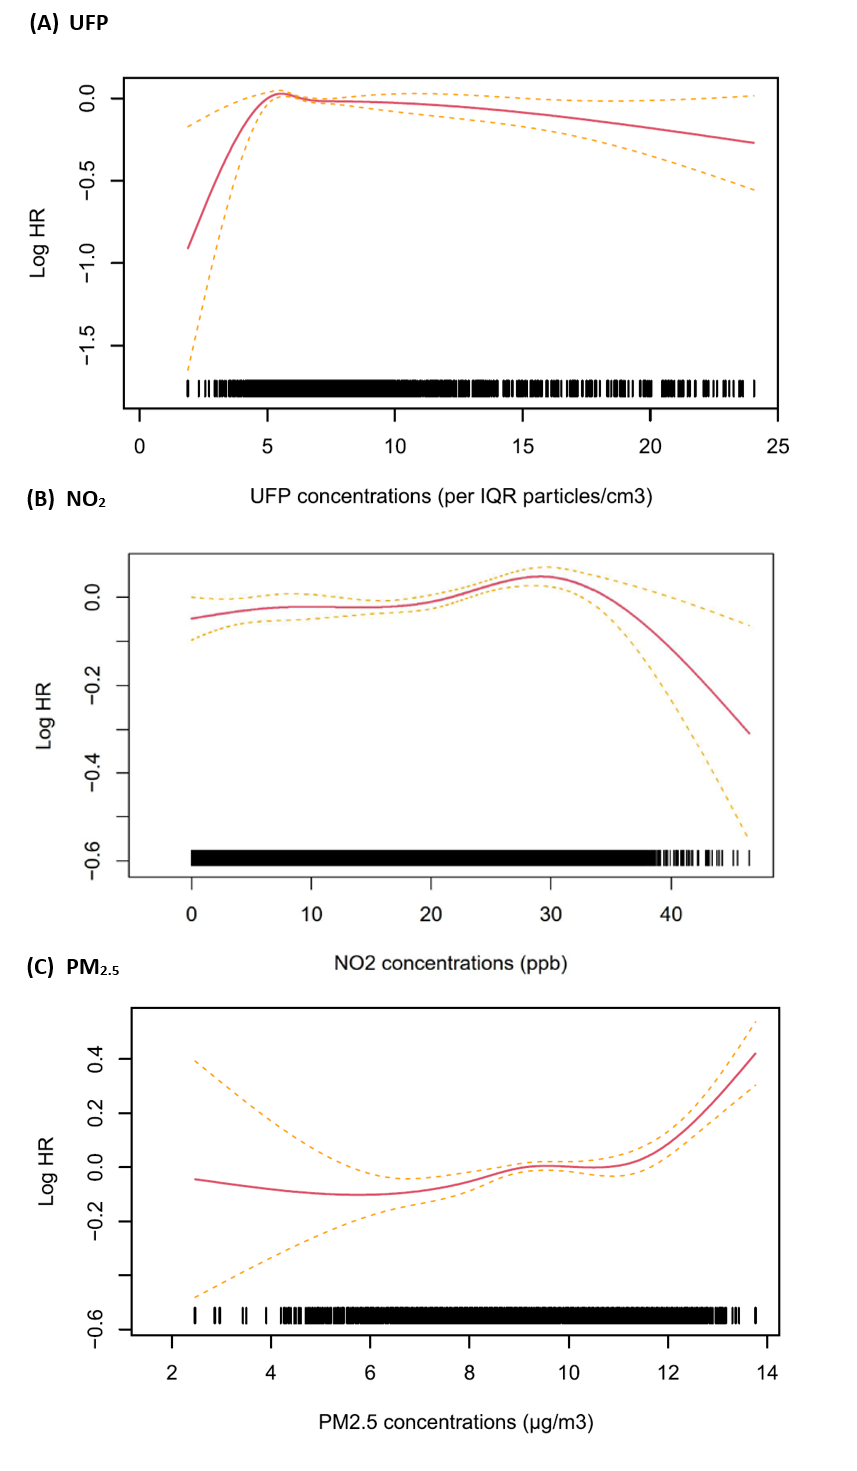 (A) UFP
Log HR
0.0
−0.5
−1.0
−1.5
0 5 10 15 20 25
UFP concentrations (per IQR particles/cm3)
(B) NO₂
Log HR
0.0
−0.2
−0.4
−0.6
0 10 20 30 40
NO2 concentrations (ppb)
(C) PM₂.₅
Log HR
0.4
0.2
0.0
−0.2
−0.6
2 4 6 8 10 12 14
PM2.5 concentrations (µg/m3)